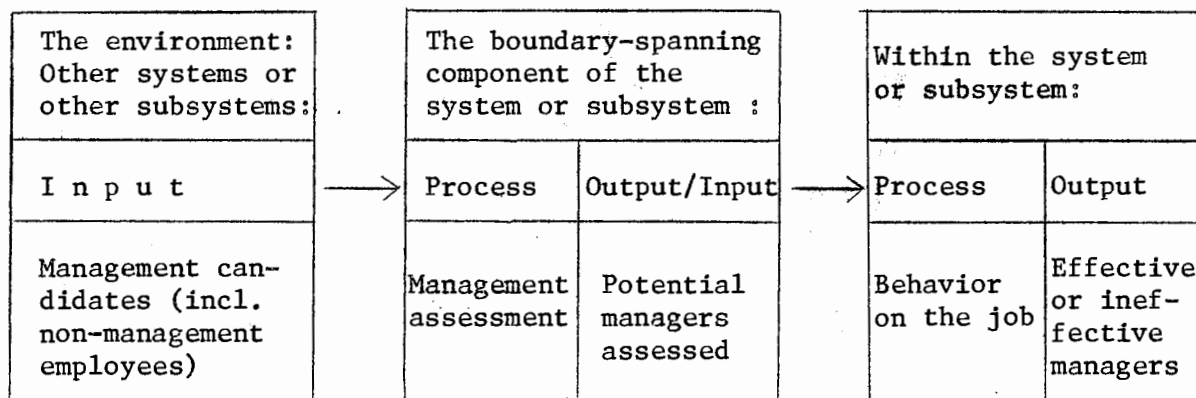 The environment:
Other systems or
other subsystems:
The boundary-spanning
component of the
system or subsystem :
Within the system
or subsystem:
I n p u t
Process
Output/Input
Process
Output
Management can-
didates (incl.
non-management
employees)
Management
assessment
Potential
managers
assessed
Behavior
on the job
Effective
or inef-
fective
managers